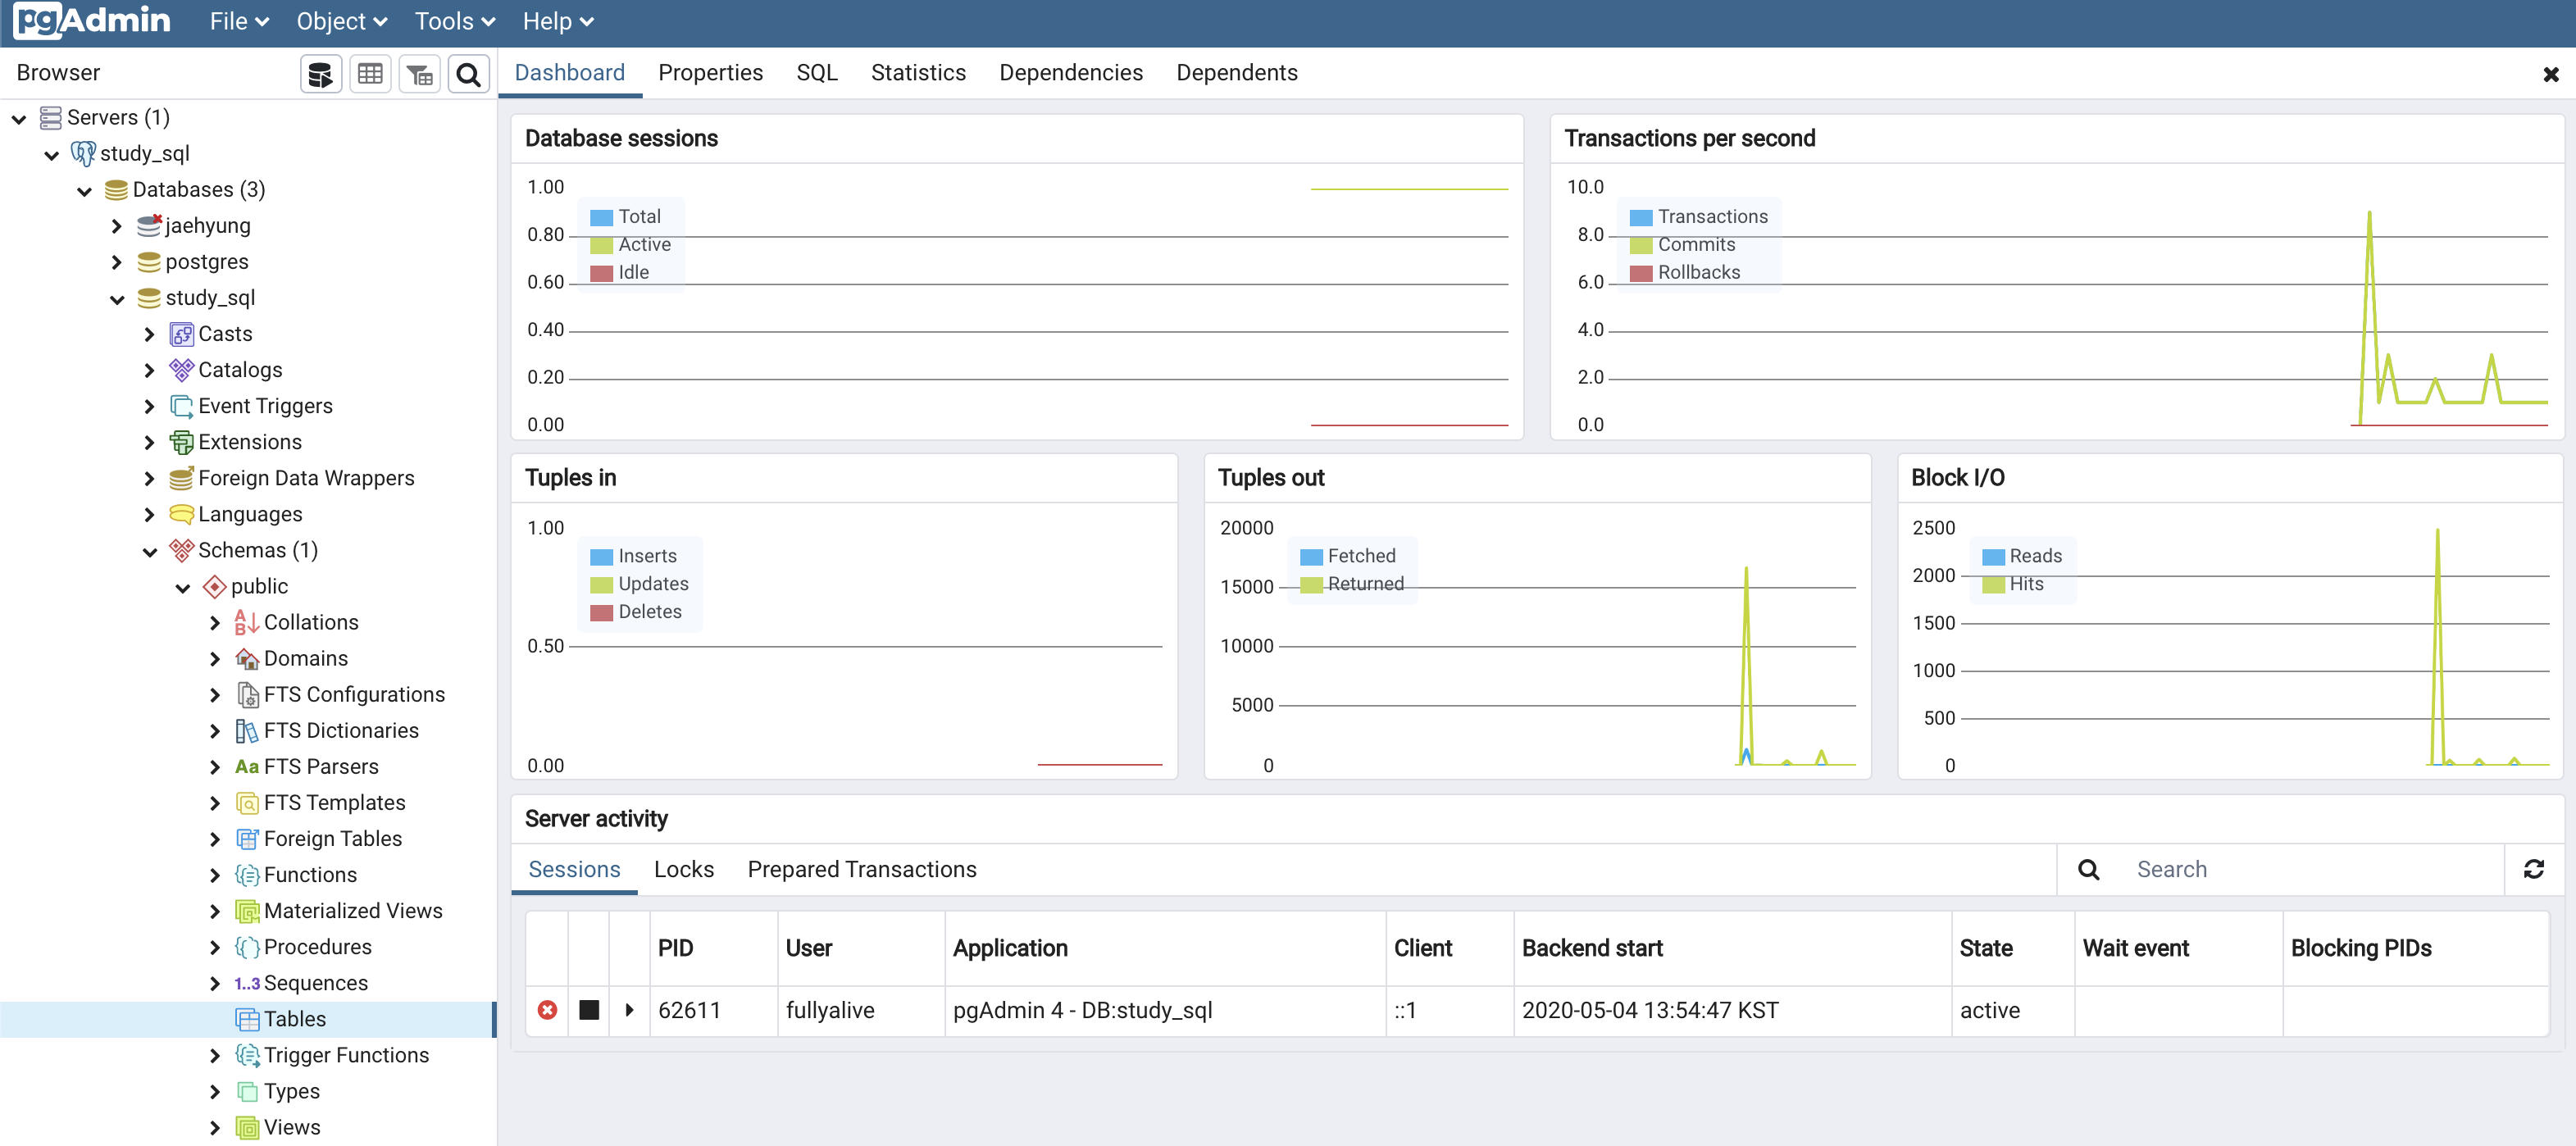 pgAdmin File Object Tools Help
Browser
Servers (1)
study_sql
Databases (3)
jaehyung
postgres
study_sql
Casts
Catalogs
Event Triggers
Extensions
Foreign Data Wrappers
Languages
Schemas (1)
public
Collations
Domains
FTS Configurations
FTS Dictionaries
Aa FTS Parsers
FTS Templates
Foreign Tables
Functions
Materialized Views
Procedures
1..3 Sequences
Tables
Trigger Functions
Types
Views
Dashboard Properties SQL Statistics Dependencies Dependents
Database sessions
1.00
0.80
0.60
0.40
0.20
0.00
Total
Active
Idle
Transactions per second
10.0
8.0
6.0
4.0
2.0
0.0
Transactions
Commits
Rollbacks
Tuples in
1.00
0.50
0.00
Inserts
Updates
Deletes
Tuples out
20000
15000
10000
5000
0
Fetched
Returned
Block I/O
2500
2000
1500
1000
500
0
Reads
Hits
Server activity
Sessions Locks Prepared Transactions Search
PID User Application Client Backend start State Wait event Blocking PIDs
62611 fullyalive pgAdmin 4 - DB:study_sql ::1 2020-05-04 13:54:47 KST active